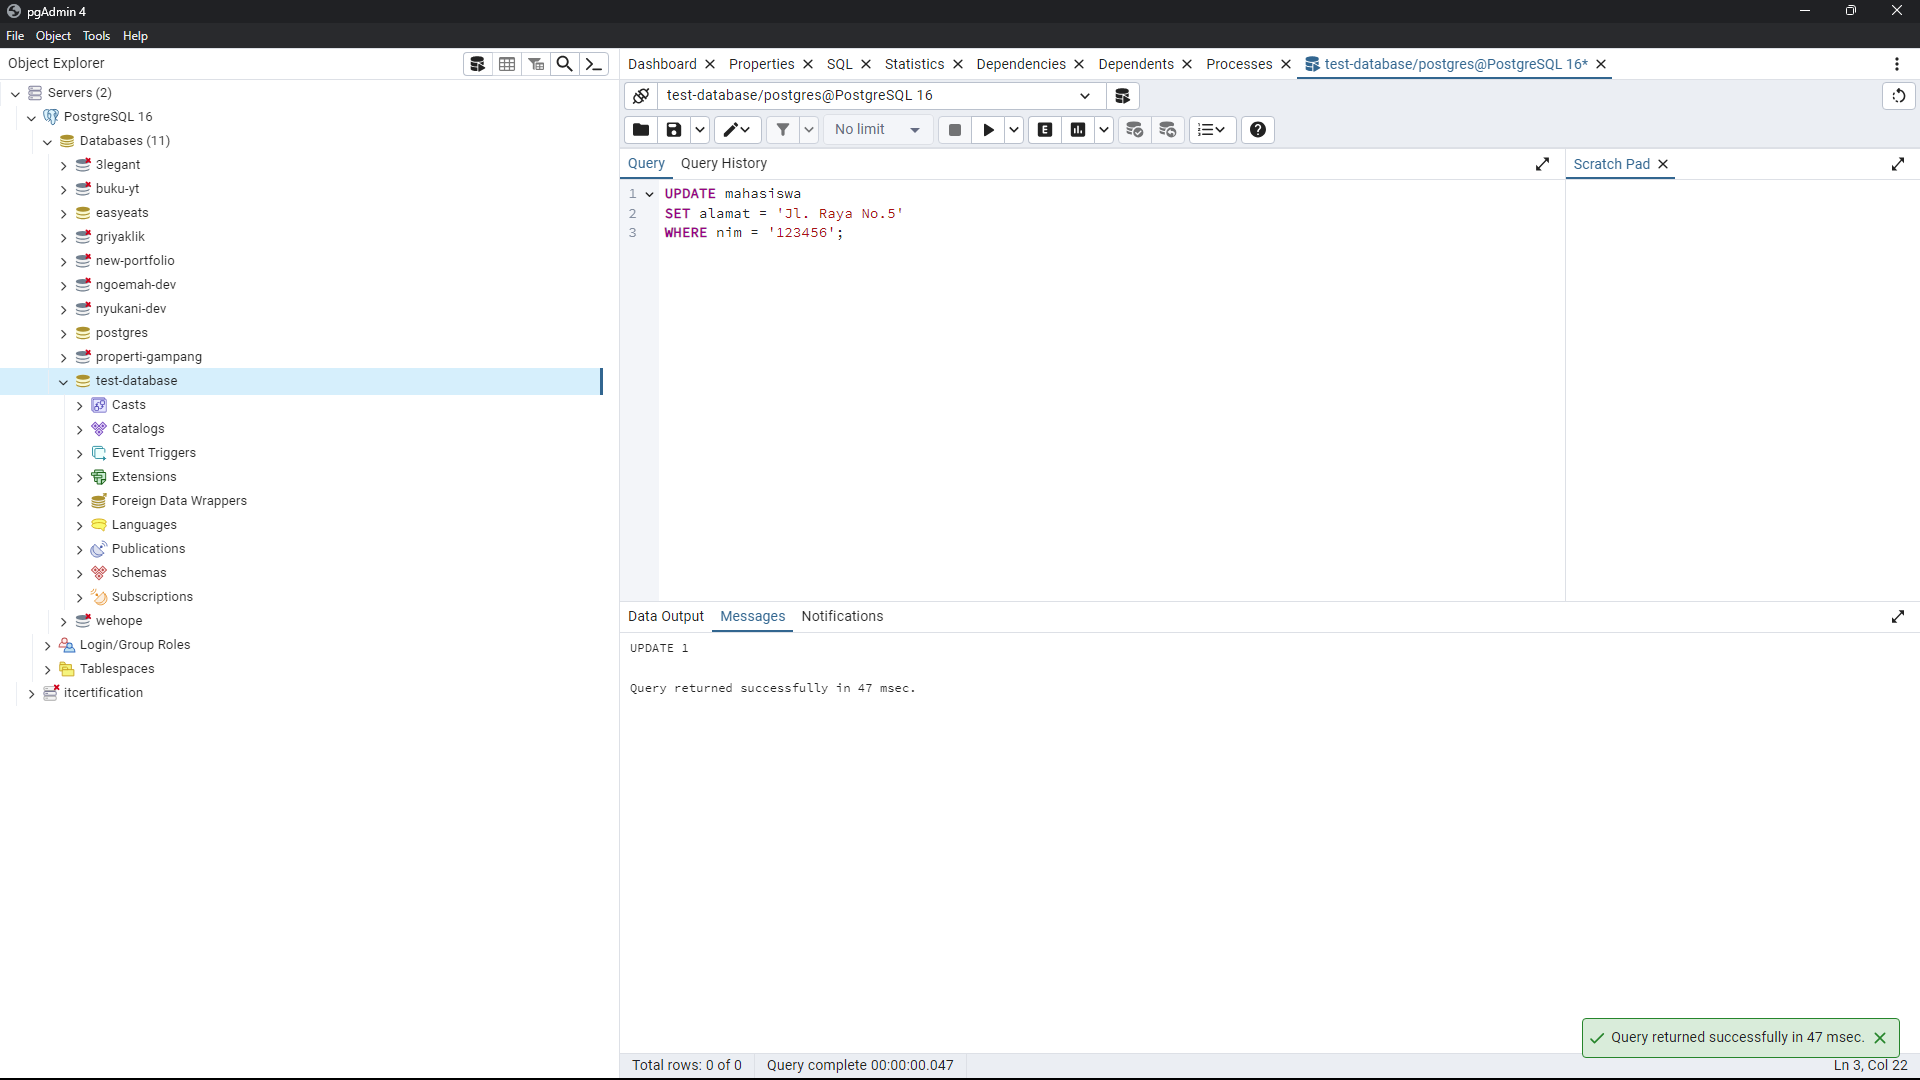 pgAdmin 4
File Object Tools Help
Object Explorer
Servers (2)
PostgreSQL 16
Databases (11)
3legant
buku-yt
easyeats
griyaklik
new-portfolio
ngoemah-dev
nyukani-dev
postgres
properti-gampang
test-database
Casts
Catalogs
Event Triggers
Extensions
Foreign Data Wrappers
Languages
Publications
Schemas
Subscriptions
wehope
Login/Group Roles
Tablespaces
itcertification
Dashboard Properties SQL Statistics Dependencies Dependents Processes test-database/postgres@PostgreSQL 16*
test-database/postgres@PostgreSQL 16
No limit E
Query Query History
Scratch Pad
1 UPDATE mahasiswa
2 SET alamat = 'Jl. Raya No.5'
3 WHERE nim = '123456';
Data Output Messages Notifications
UPDATE 1
Query returned successfully in 47 msec.
Query returned successfully in 47 msec.
Total rows: 0 of 0 Query complete 00:00:00.047 Ln 3, Col 22